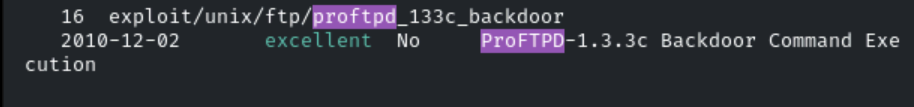 16 exploit/unix/ftp/proftpd_133c_backdoor
2010-12-02 excellent No ProFTPD-1.3.3c Backdoor Command Exe
cution